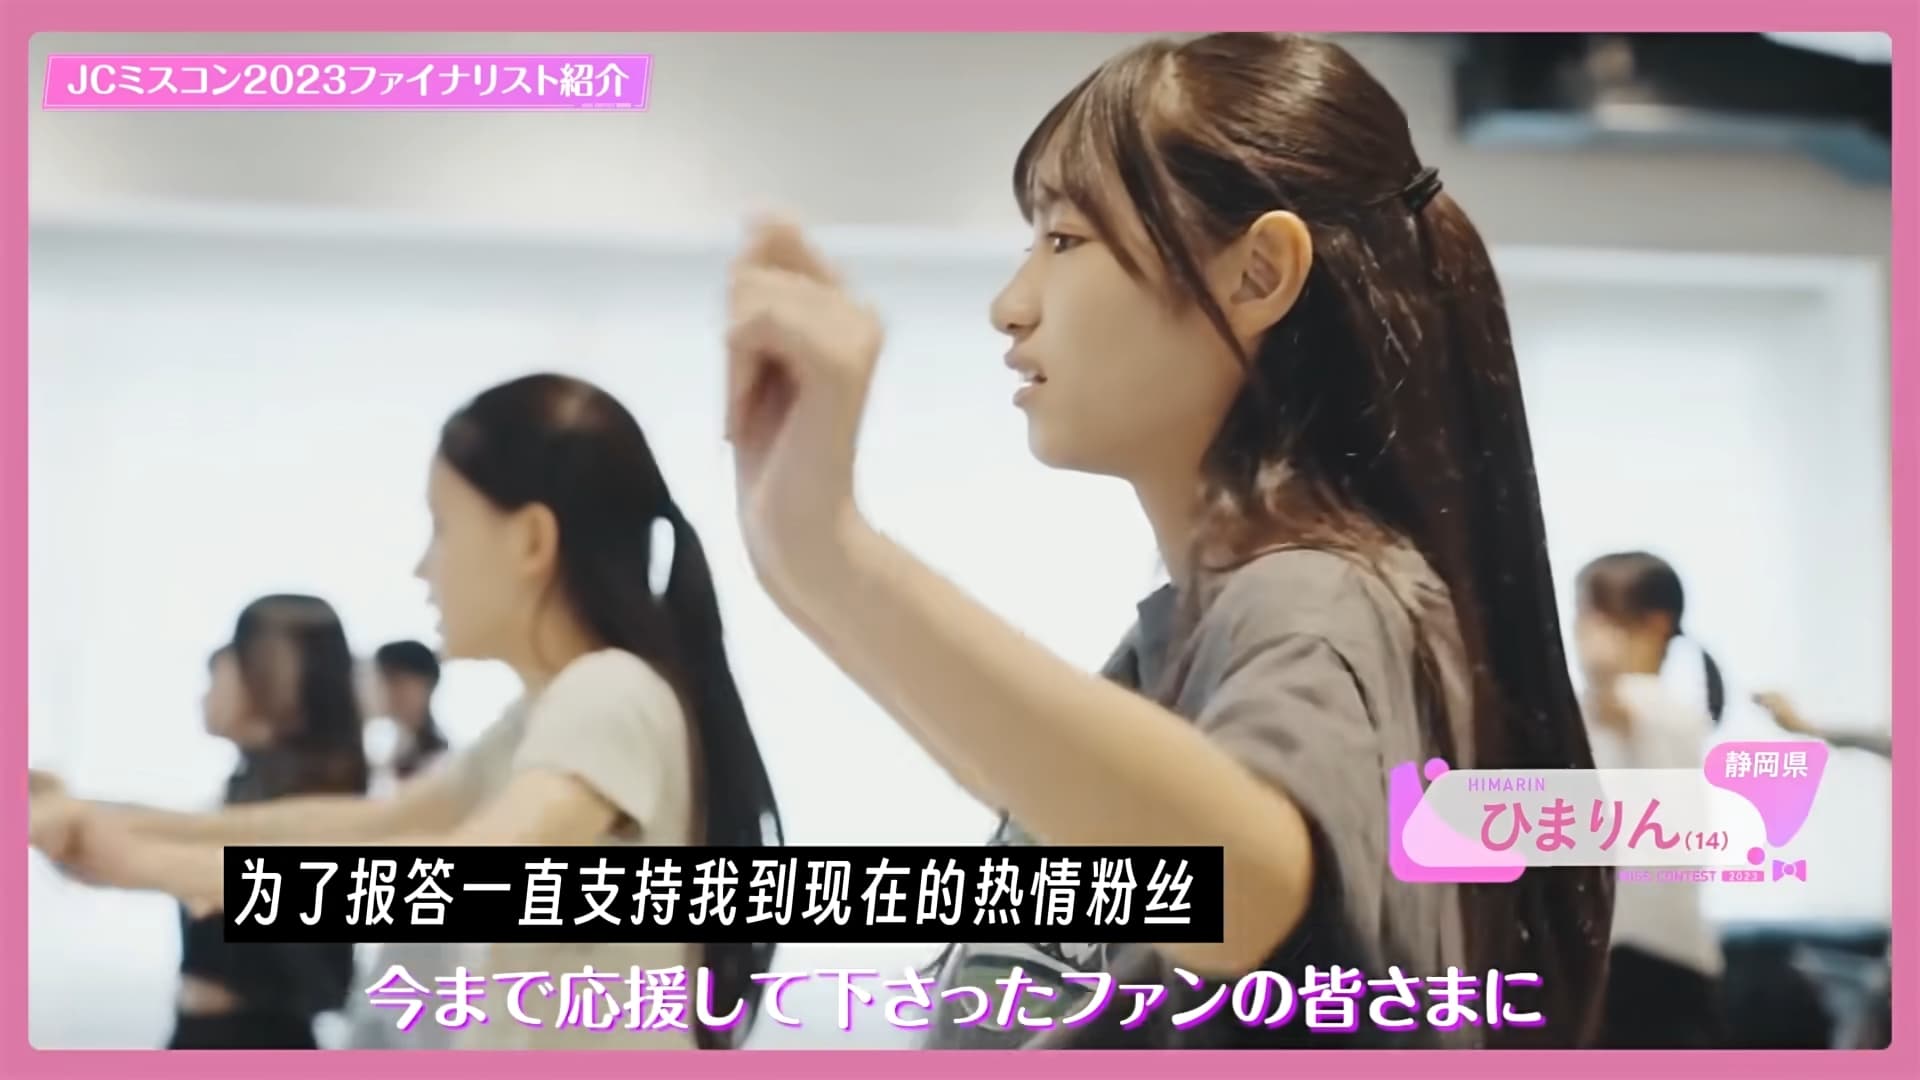 JCミスコン2023ファイナリスト紹介
静岡県
HIMARIN
ひまりん(14)
MISS CONTEST 2023
为了报答一直支持我到现在的热情粉丝
今まで応援して下さったファンの皆さまに